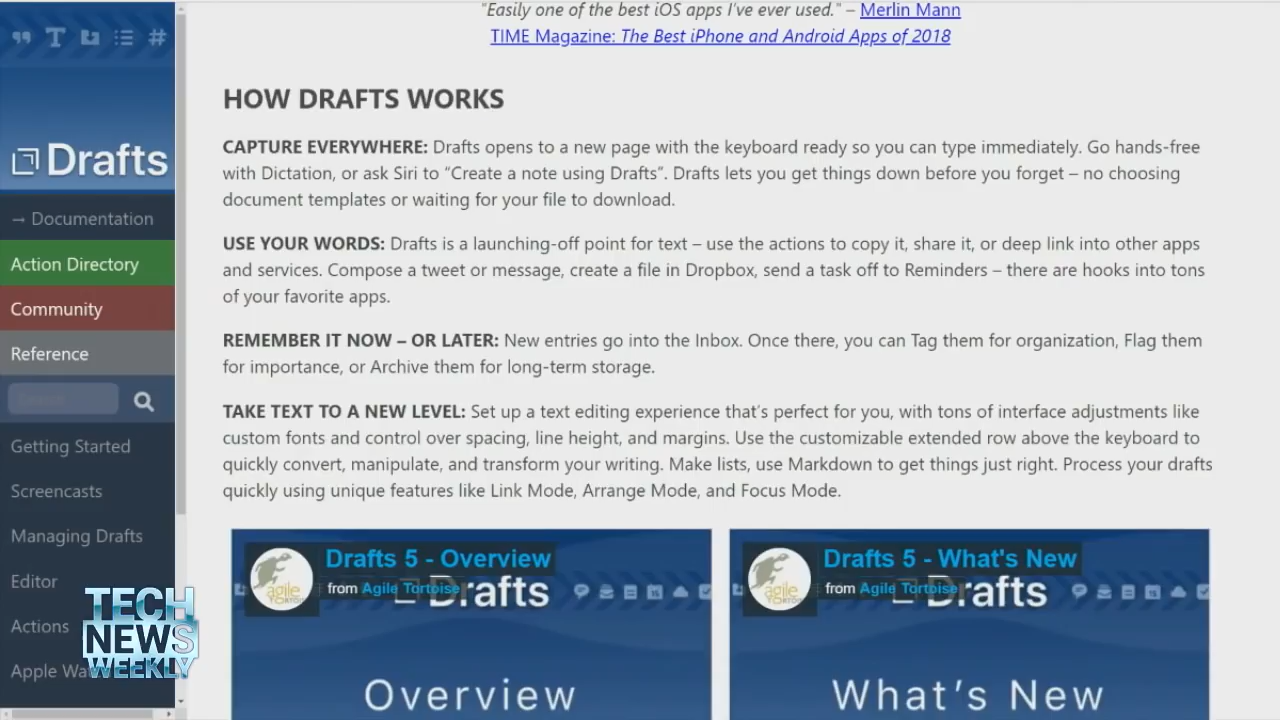 "Easily one of the best iOS apps I've ever used." – Merlin Mann
TIME Magazine: The Best iPhone and Android Apps of 2018
Drafts
→ Documentation
Action Directory
Community
Reference
Getting Started
Screencasts
Managing Drafts
Editor
Actions
HOW DRAFTS WORKS
CAPTURE EVERYWHERE: Drafts opens to a new page with the keyboard ready so you can type immediately. Go hands-free
with Dictation, or ask Siri to “Create a note using Drafts”. Drafts lets you get things down before you forget – no choosing
document templates or waiting for your file to download.
USE YOUR WORDS: Drafts is a launching-off point for text – use the actions to copy it, share it, or deep link into other apps
and services. Compose a tweet or message, create a file in Dropbox, send a task off to Reminders – there are hooks into tons
of your favorite apps.
REMEMBER IT NOW – OR LATER: New entries go into the Inbox. Once there, you can Tag them for organization, Flag them
for importance, or Archive them for long-term storage.
TAKE TEXT TO A NEW LEVEL: Set up a text editing experience that's perfect for you, with tons of interface adjustments like
custom fonts and control over spacing, line height, and margins. Use the customizable extended row above the keyboard to
quickly convert, manipulate, and transform your writing. Make lists, use Markdown to get things just right. Process your drafts
quickly using unique features like Link Mode, Arrange Mode, and Focus Mode.
Drafts 5 - Overview
from Agile Tortoise
agile
Drafts
Overview
Drafts 5 - What's New
from Agile Tortoise
agile
Drafts
What's New
Apple
TECH
NEWS
WEEKLY